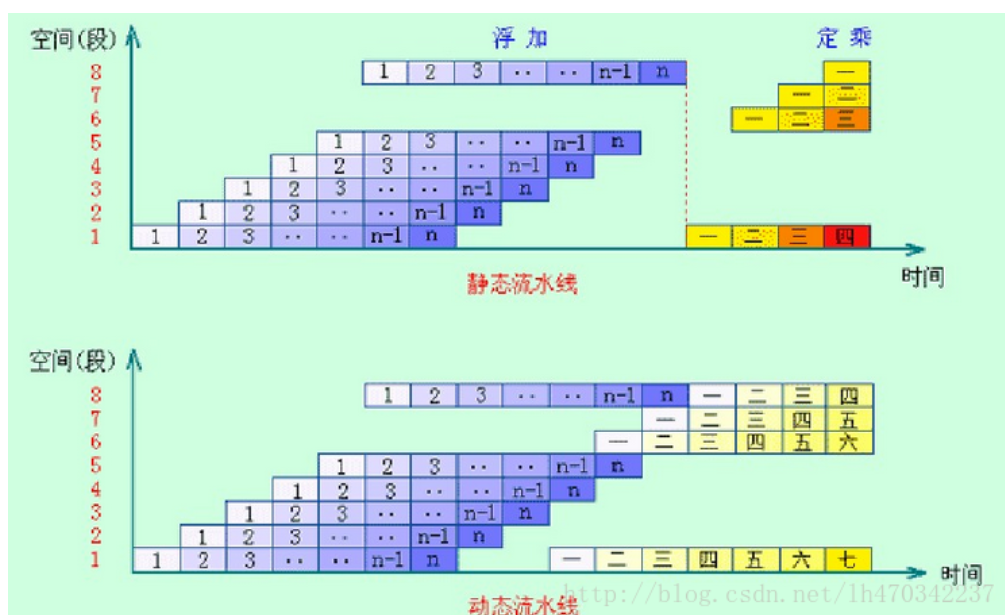 空间(段) 浮 加 定 乘
8 1 2 3 ·· ·· n-1 n 一
7 一 二
6 一 二 三
5 1 2 3 ·· ·· n-1 n
4 1 2 3 ·· ·· n-1 n
3 1 2 3 ·· ·· n-1 n
2 1 2 3 ·· ·· n-1 n
1 1 2 3 ·· ·· n-1 n 一 二 三 四
时间
静态流水线
空间(段)
8 1 2 3 ·· ·· n-1 n 一 二 三 四
7 一 二 三 四 五
6 一 二 三 四 五 六
5 1 2 3 ·· ·· n-1 n
4 1 2 3 ·· ·· n-1 n
3 1 2 3 ·· ·· n-1 n
2 1 2 3 ·· ·· n-1 n
1 1 2 3 ·· ·· n-1 n 一 二 三 四 五 六 七
时间
http://blog.csdn.net/lh470342237
动态流水线